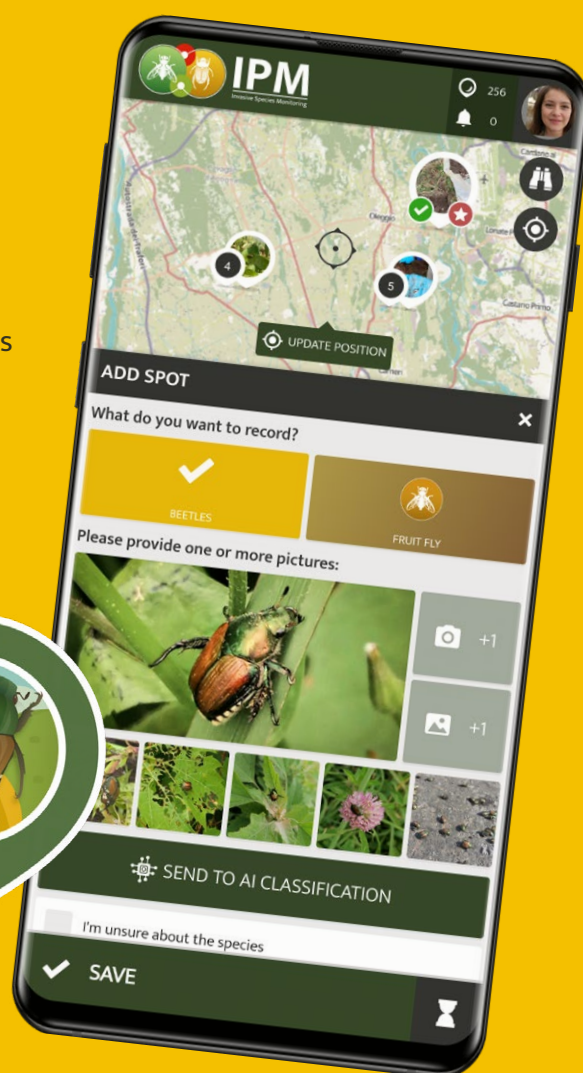 IPM
Invasive Species Monitoring
256
0
Oleggio
4
5
Castano Primo
UPDATE POSITION
ADD SPOT
What do you want to record?
BEETLES
FRUIT FLY
Please provide one or more pictures:
+1
+1
SEND TO AI CLASSIFICATION
I'm unsure about the species
SAVE
s